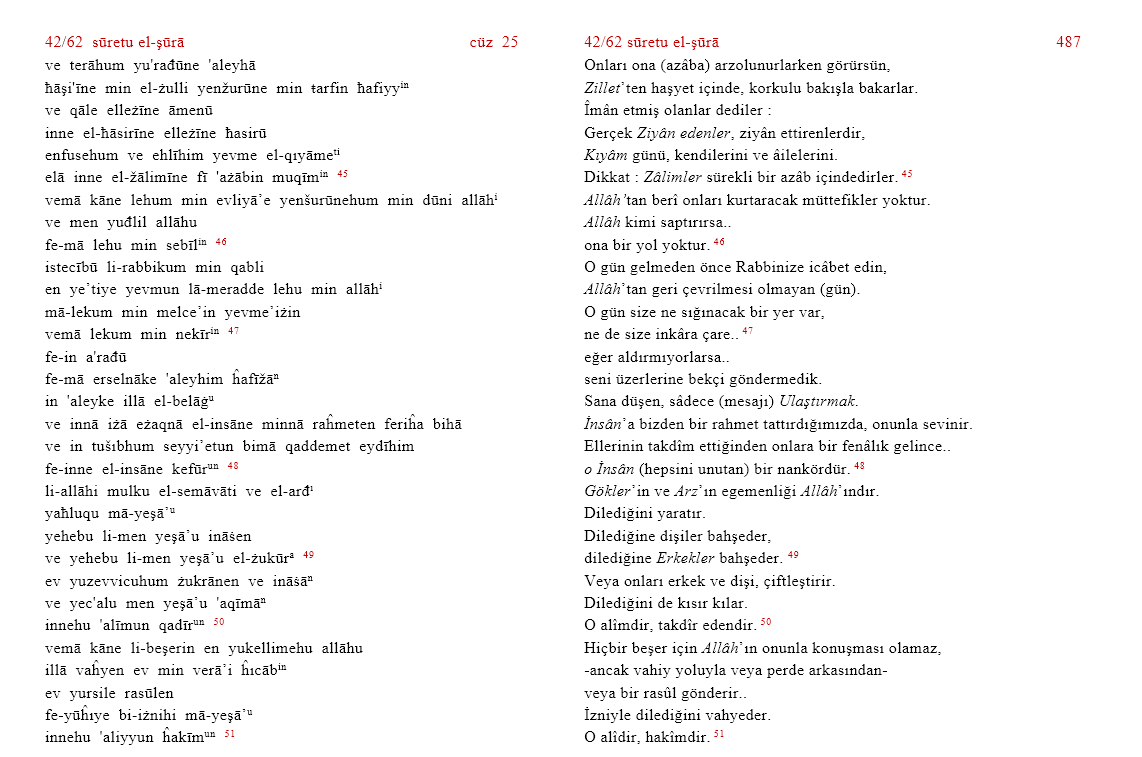 42/62 sūretu el-şūrā cüz 25
ve terāhum yu'rađūne 'aleyhā
ħāşi'īne min el-żulli yenžurūne min ŧarfin ħafiyyⁱⁿ
ve qāle elleżīne āmenū
inne el-ħāsirīne elleżīne ħasirū
enfusehum ve ehlīhim yevme el-qıyāmeᵗⁱ
elā inne el-žālimīne fī 'ażābin muqīmⁱⁿ 45
vemā kāne lehum min evliyā’e yenšurūnehum min dūni allāhⁱ
ve men yuđlil allāhu
fe-mā lehu min sebīlⁱⁿ 46
istecībū li-rabbikum min qabli
en ye’tiye yevmun lā-meradde lehu min allāhⁱ
mā-lekum min melce’in yevme’iżin
vemā lekum min nekīrⁱⁿ 47
fe-in a'rađū
fe-mā erselnāke 'aleyhim ĥafīžāⁿ
in 'aleyke illā el-belāġᵘ
ve innā iżā eżaqnā el-insāne minnā raĥmeten feriĥa bihā
ve in tušıbhum seyyi’etun bimā qaddemet eydīhim
fe-inne el-insāne kefūrᵘⁿ 48
li-allāhi mulku el-semāvāti ve el-arđᶦ
yaħluqu mā-yeşā’ᵘ
yehebu li-men yeşā’u ināśen
ve yehebu li-men yeşā’u el-żukūrᵃ 49
ev yuzevvicuhum żukrānen ve ināśāⁿ
ve yec'alu men yeşā’u 'aqīmāⁿ
innehu 'alīmun qadīrᵘⁿ 50
vemā kāne li-beşerin en yukellimehu allāhu
illā vaĥyen ev min verā’i ĥıcābⁱⁿ
ev yursile rasūlen
fe-yūĥıye bi-iżnihi mā-yeşā’ᵘ
innehu 'aliyyun ĥakīmᵘⁿ 51
42/62 sūretu el-şūrā 487
Onları ona (azâba) arzolunurlarken görürsün,
Zillet’ten haşyet içinde, korkulu bakışla bakarlar.
Îmân etmiş olanlar dediler :
Gerçek Ziyân edenler, ziyân ettirenlerdir,
Kıyâm günü, kendilerini ve âilelerini.
Dikkat : Zâlimler sürekli bir azâb içindedirler. 45
Allâh’tan berî onları kurtaracak müttefikler yoktur.
Allâh kimi saptırırsa..
ona bir yol yoktur. 46
O gün gelmeden önce Rabbinize icâbet edin,
Allâh’tan geri çevrilmesi olmayan (gün).
O gün size ne sığınacak bir yer var,
ne de size inkâra çare.. 47
eğer aldırmıyorlarsa..
seni üzerlerine bekçi göndermedik.
Sana düşen, sâdece (mesajı) Ulaştırmak.
İnsân’a bizden bir rahmet tattırdığımızda, onunla sevinir.
Ellerinin takdîm ettiğinden onlara bir fenâlık gelince..
o İnsân (hepsini unutan) bir nankördür. 48
Gökler’in ve Arz’ın egemenliği Allâh’ındır.
Dilediğini yaratır.
Dilediğine dişiler bahşeder,
dilediğine Erkekler bahşeder. 49
Veya onları erkek ve dişi, çiftleştirir.
Dilediğini de kısır kılar.
O alîmdir, takdîr edendir. 50
Hiçbir beşer için Allâh’ın onunla konuşması olamaz,
-ancak vahiy yoluyla veya perde arkasından-
veya bir rasûl gönderir..
İzniyle dilediğini vahyeder.
O alîdir, hakîmdir. 51